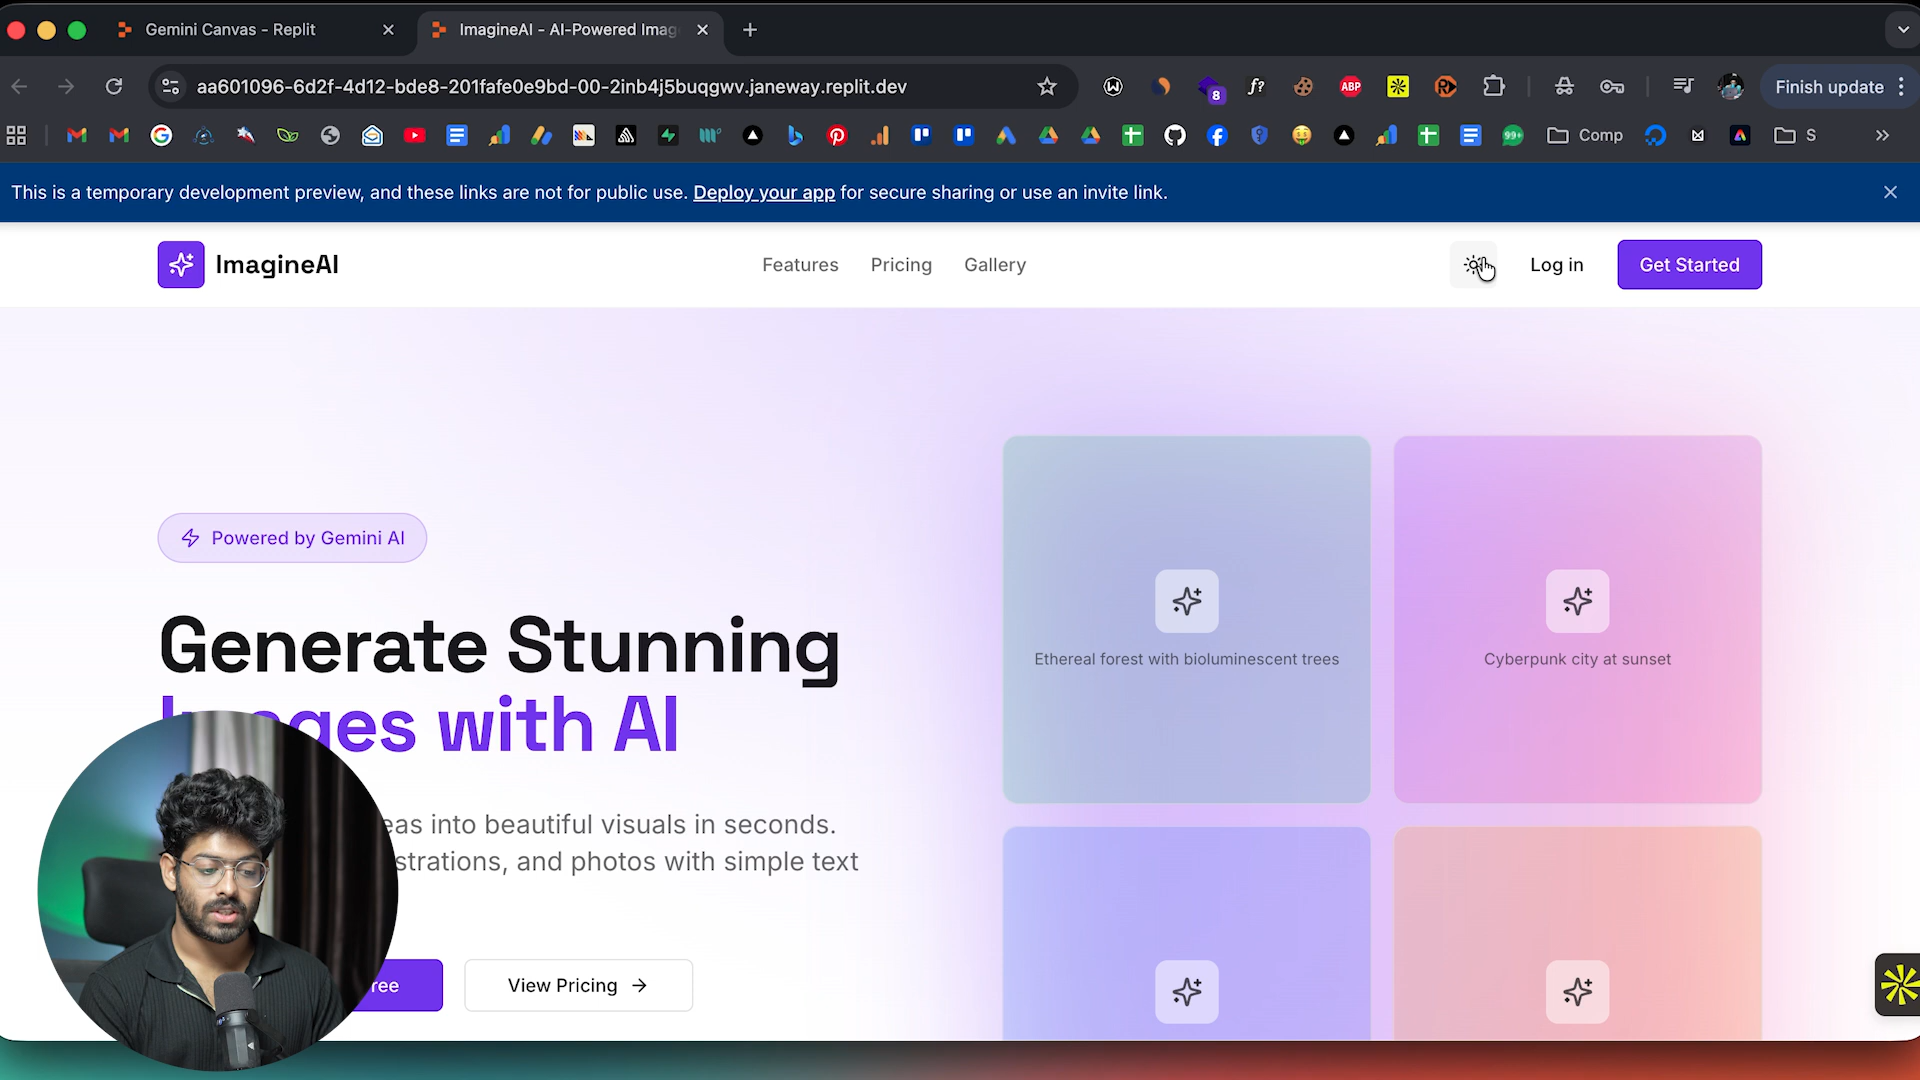 Gemini Canvas - Replit
ImagineAI - AI-Powered Imag
aa601096-6d2f-4d12-bde8-201fafe0e9bd-00-2inb4j5buqgwv.janeway.replit.dev
8
f?
ABP
Finish update
99+
Comp
S
This is a temporary development preview, and these links are not for public use. Deploy your app for secure sharing or use an invite link.
ImagineAI
Features
Pricing
Gallery
Log in
Get Started
Powered by Gemini AI
Generate Stunning
Images with AI
Ethereal forest with bioluminescent trees
Cyberpunk city at sunset
eas into beautiful visuals in seconds.
strations, and photos with simple text
ree
View Pricing